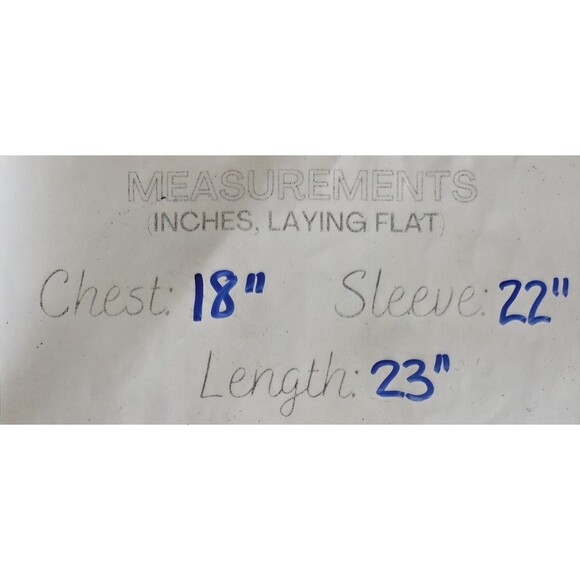 MEASUREMENTS
(INCHES, LAYING FLAT)
Chest: 18" Sleeve: 22"
Length: 23"